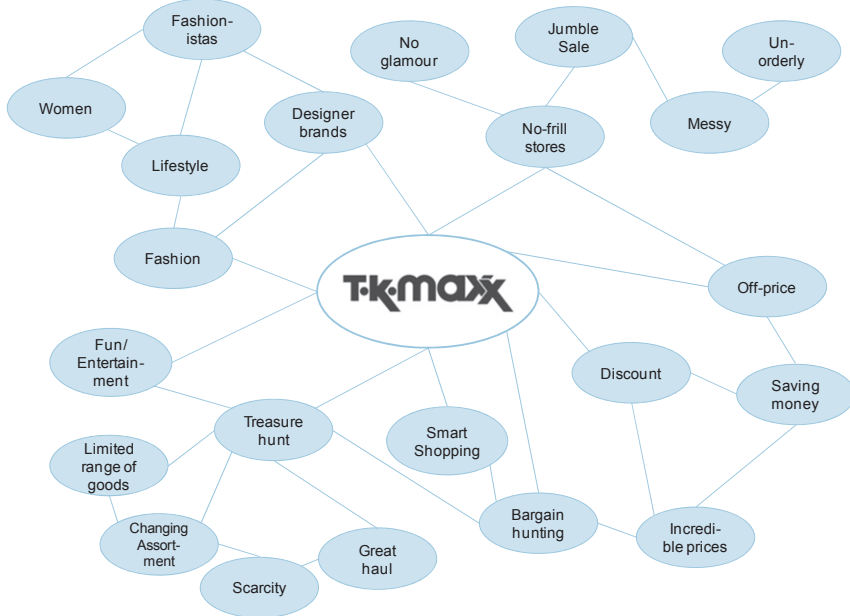 Fashion-
istas
No
glamour
Jumble
Sale
Un-
orderly
Women
Designer
brands
No-frill
stores
Messy
Lifestyle
Fashion
T·K·maxx
Off-price
Fun/
Entertain-
ment
Discount
Saving
money
Treasure
hunt
Smart
Shopping
Limited
range of
goods
Changing
Assort-
ment
Bargain
hunting
Incredi-
ble prices
Great
haul
Scarcity